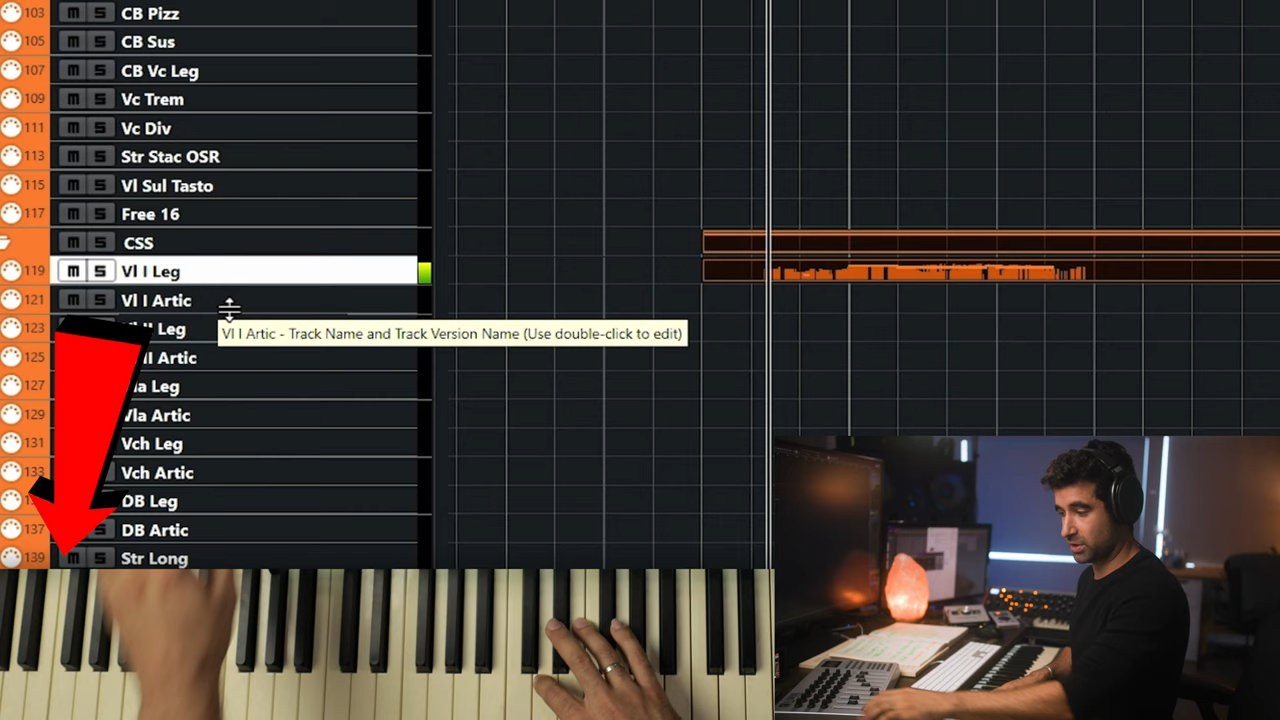 103 m S CB Pizz
105 m S CB Sus
107 m S CB Vc Leg
109 m S Vc Trem
111 m S Vc Div
113 m S Str Stac OSR
115 m S Vl Sul Tasto
117 m S Free 16
m S CSS
119 m S Vl I Leg
121 m S Vl I Artic
123 Leg
Vl I Artic - Track Name and Track Version Name (Use double-click to edit)
125 Artic
127 Leg
129 Vla Artic
131 Vch Leg
133 Vch Artic
DB Leg
137 S DB Artic
139 m S Str Long